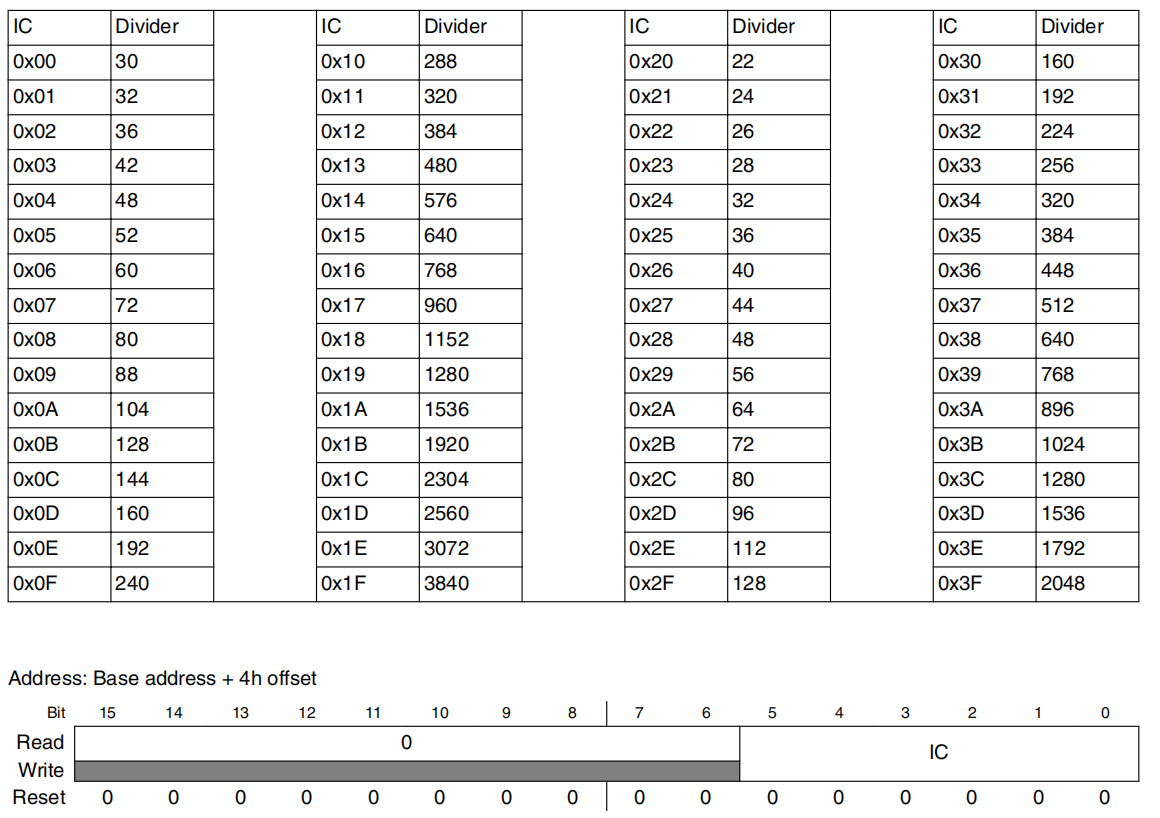 IC Divider IC Divider IC Divider IC Divider
0x00 30 0x10 288 0x20 22 0x30 160
0x01 32 0x11 320 0x21 24 0x31 192
0x02 36 0x12 384 0x22 26 0x32 224
0x03 42 0x13 480 0x23 28 0x33 256
0x04 48 0x14 576 0x24 32 0x34 320
0x05 52 0x15 640 0x25 36 0x35 384
0x06 60 0x16 768 0x26 40 0x36 448
0x07 72 0x17 960 0x27 44 0x37 512
0x08 80 0x18 1152 0x28 48 0x38 640
0x09 88 0x19 1280 0x29 56 0x39 768
0x0A 104 0x1A 1536 0x2A 64 0x3A 896
0x0B 128 0x1B 1920 0x2B 72 0x3B 1024
0x0C 144 0x1C 2304 0x2C 80 0x3C 1280
0x0D 160 0x1D 2560 0x2D 96 0x3D 1536
0x0E 192 0x1E 3072 0x2E 112 0x3E 1792
0x0F 240 0x1F 3840 0x2F 128 0x3F 2048
Address: Base address + 4h offset
Bit 15 14 13 12 11 10 9 8 7 6 5 4 3 2 1 0
Read 0 IC
Write
Reset 0 0 0 0 0 0 0 0 0 0 0 0 0 0 0 0